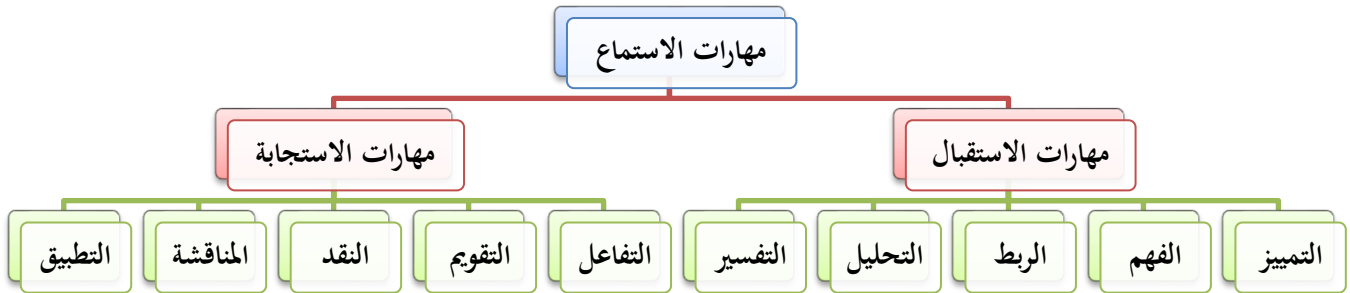 مهارات الاستماع
مهارات الاستقبال
مهارات الاستجابة
التمييز
الفهم
الربط
التحليل
التفسير
التفاعل
التقويم
النقد
المناقشة
التطبيق